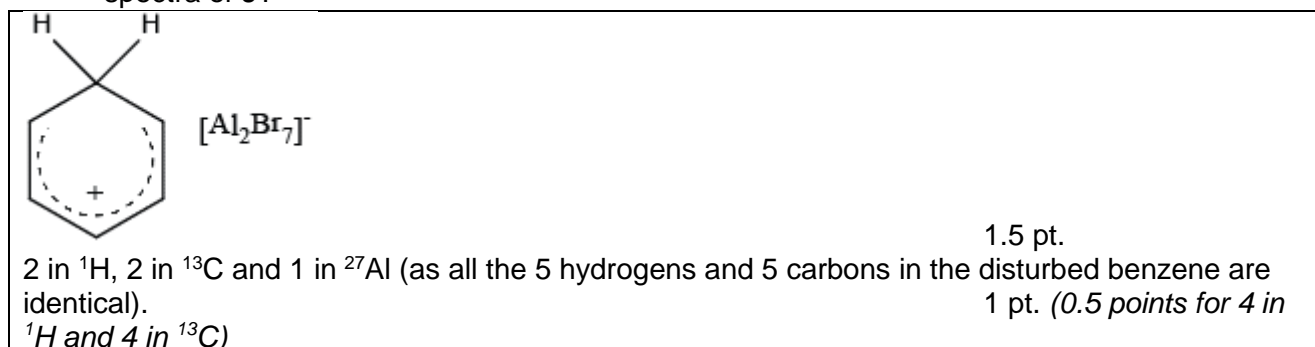 H H
+
[Al₂Br₇]⁻
1.5 pt.
2 in ¹H, 2 in ¹³C and 1 in ²⁷Al (as all the 5 hydrogens and 5 carbons in the disturbed benzene are
identical). 1 pt. (0.5 points for 4 in
¹H and 4 in ¹³C)